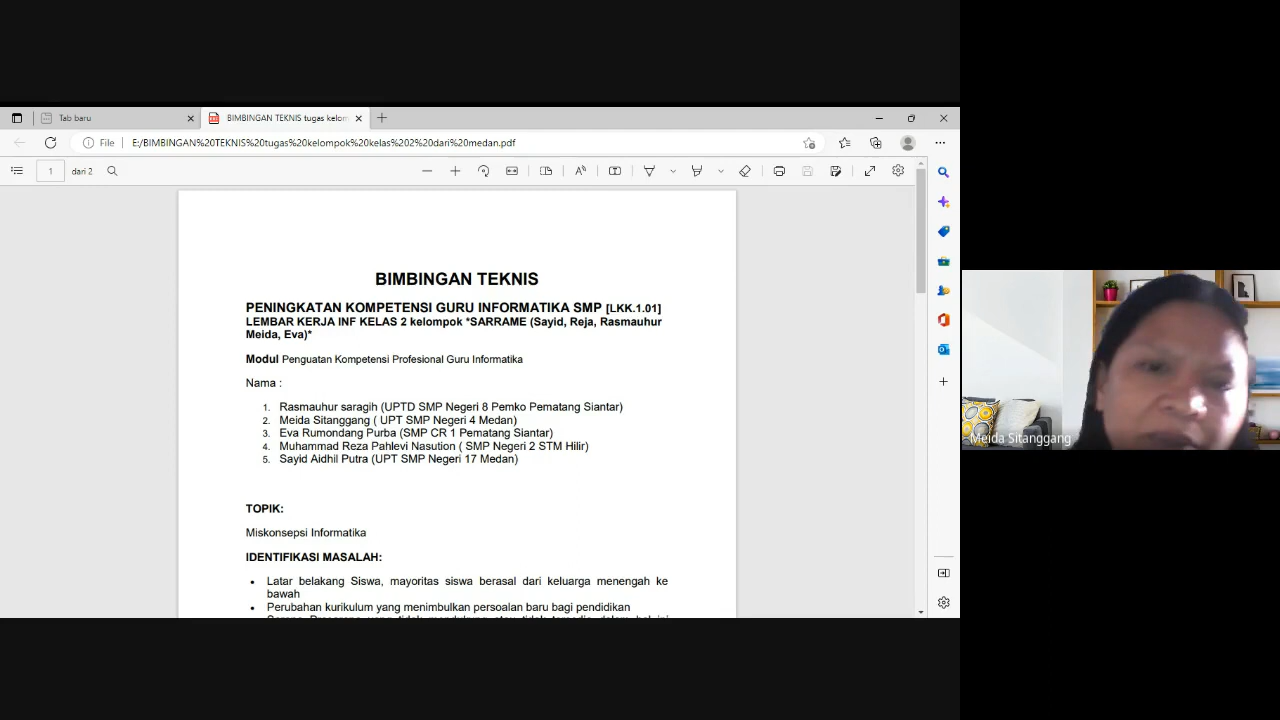 Tab baru
BIMBINGAN TEKNIS tugas kelom
File
E:/BIMBINGAN%20TEKNIS%20tugas%20kelompok%20kelas%202%20dari%20medan.pdf
1
dari 2
BIMBINGAN TEKNIS
PENINGKATAN KOMPETENSI GURU INFORMATIKA SMP [LKK.1.01]
LEMBAR KERJA INF KELAS 2 kelompok *SARRAME (Sayid, Reja, Rasmauhur
Meida, Eva)*
Modul Penguatan Kompetensi Profesional Guru Informatika
Nama :
1. Rasmauhur saragih (UPTD SMP Negeri 8 Pemko Pematang Siantar)
2. Meida Sitanggang ( UPT SMP Negeri 4 Medan)
3. Eva Rumondang Purba (SMP CR 1 Pematang Siantar)
4. Muhammad Reza Pahlevi Nasution ( SMP Negeri 2 STM Hilir)
5. Sayid Aidhil Putra (UPT SMP Negeri 17 Medan)
TOPIK:
Miskonsepsi Informatika
IDENTIFIKASI MASALAH:
• Latar belakang Siswa, mayoritas siswa berasal dari keluarga menengah ke
bawah
• Perubahan kurikulum yang menimbulkan persoalan baru bagi pendidikan
Meida Sitanggang